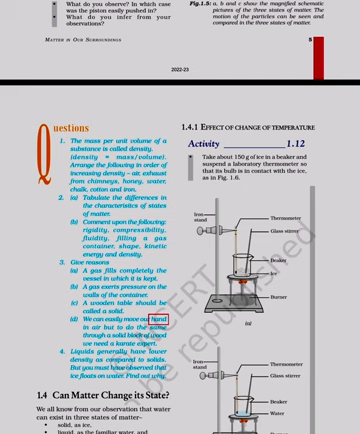 What do you observe? In which case
was the piston easily pushed in?
• What do you infer from your
observations?
Fig.1.5: a, b and c show the magnified schematic
pictures of the three states of matter. The
motion of the particles can be seen and
compared in the three states of matter.
MATTER IN OUR SURROUNDINGS
5
2022-23
Questions
1. The mass per unit volume of a
substance is called density.
(density = mass/volume).
Arrange the following in order of
increasing density – air, exhaust
from chimneys, honey, water,
chalk, cotton and iron.
2. (a) Tabulate the differences in
the characteristics of states
of matter.
(b) Comment upon the following:
rigidity, compressibility,
fluidity, filling a gas
container, shape, kinetic
energy and density.
3. Give reasons
(a) A gas fills completely the
vessel in which it is kept.
(b) A gas exerts pressure on the
walls of the container.
(c) A wooden table should be
called a solid.
(d) We can easily move our hand
in air but to do the same
through a solid block of wood
we need a karate expert.
4. Liquids generally have lower
density as compared to solids.
But you must have observed that
ice floats on water. Find out why.
1.4 Can Matter Change its State?
We all know from our observation that water
can exist in three states of matter–
• solid, as ice,
• liquid, as the familiar water, and
1.4.1 EFFECT OF CHANGE OF TEMPERATURE
Activity 1.12
• Take about 150 g of ice in a beaker and
suspend a laboratory thermometer so
that its bulb is in contact with the ice,
as in Fig. 1.6.
Iron
stand
Thermometer
Glass stirrer
Beaker
Ice
Burner
(a)
Iron
stand
Thermometer
Glass stirrer
Beaker
Water
be republished